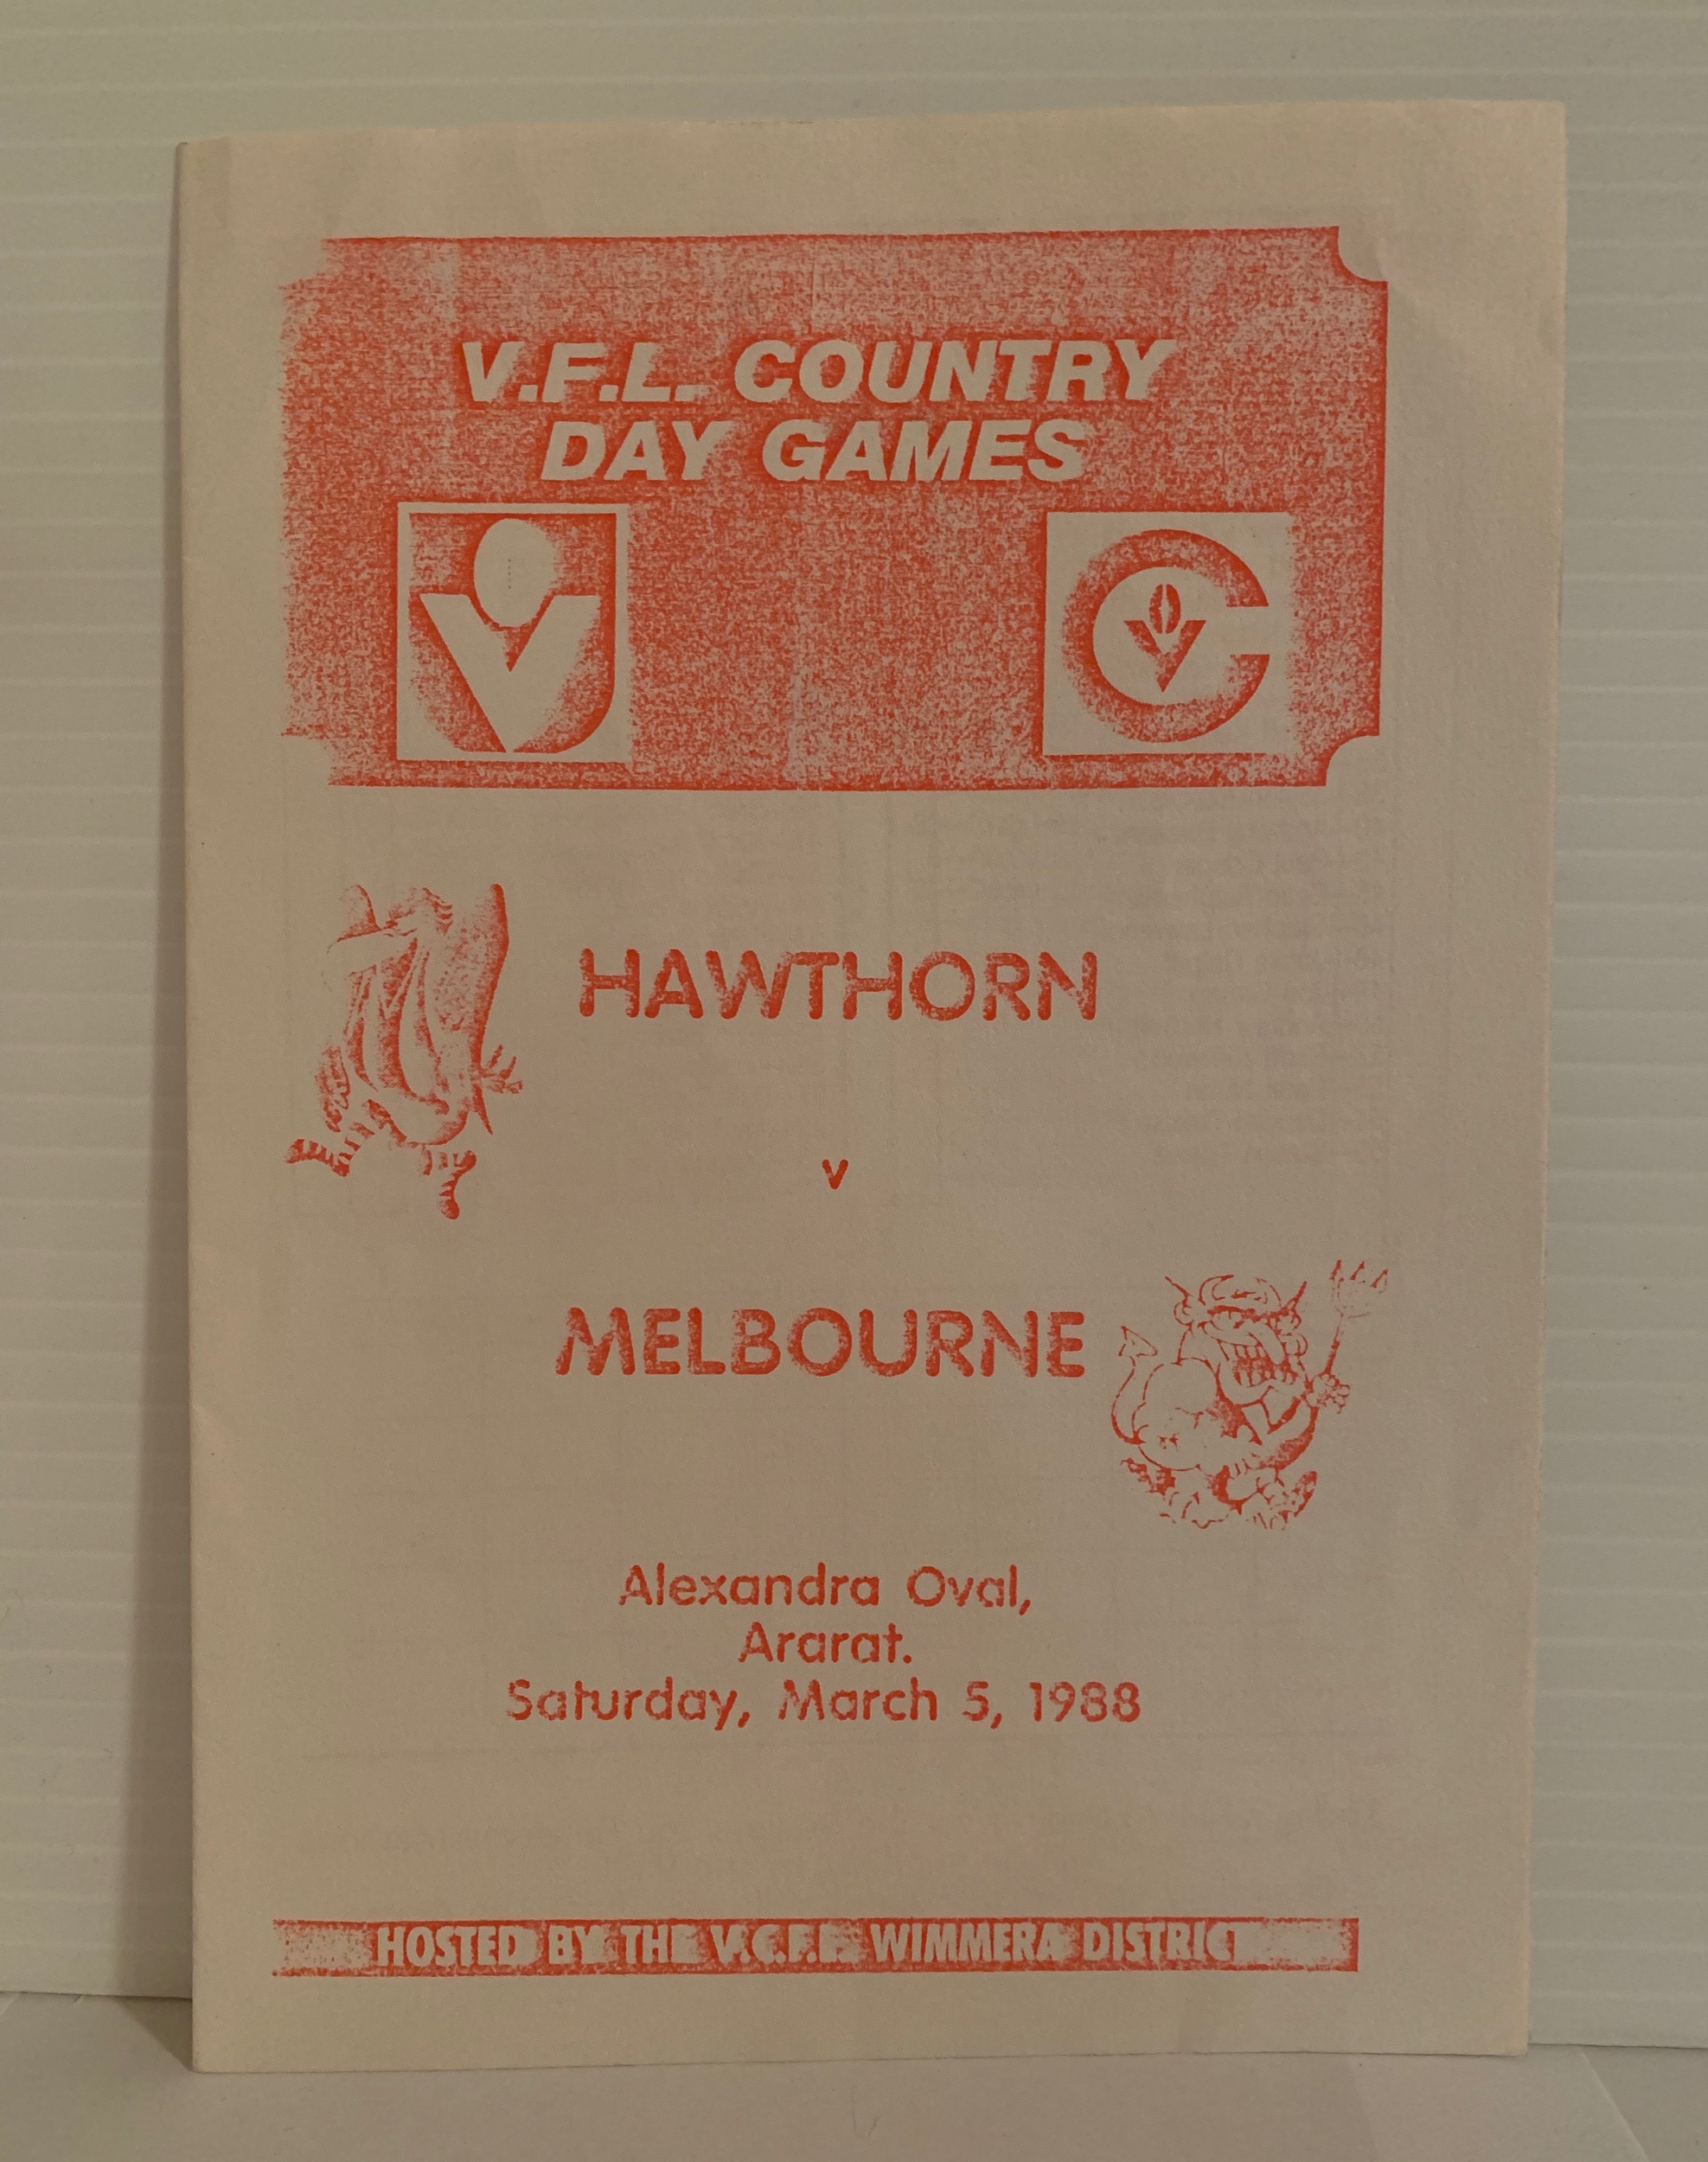 V.F.L. COUNTRY
DAY GAMES
HAWTHORN
v
MELBOURNE
Alexandra Oval,
Ararat.
Saturday, March 5, 1988
HOSTED BY THE V.C.F.L. WIMMERA DISTRICT